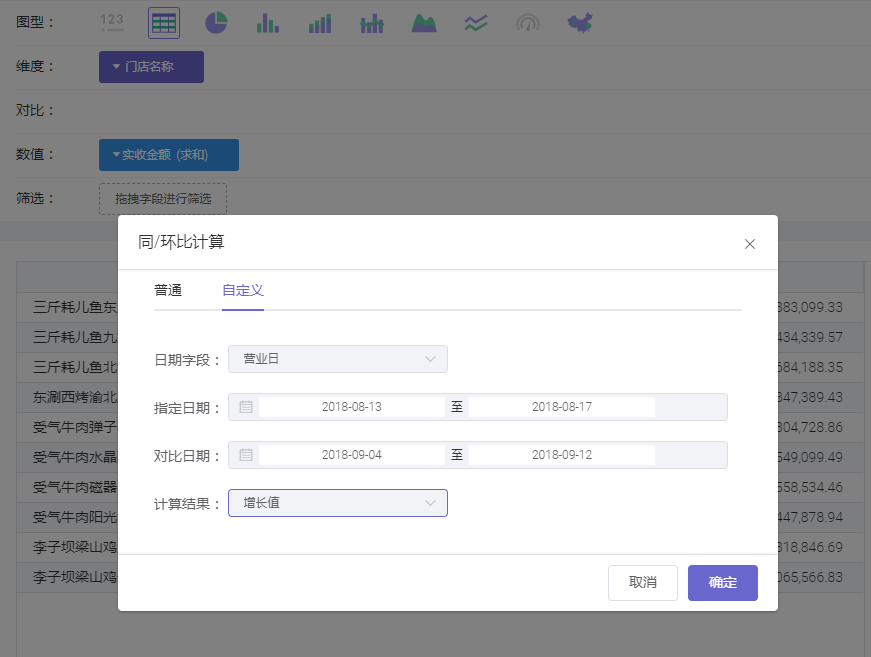 图型：
123
维度：
门店名称
对比：
数值：
实收金额 (求和)
筛选：
拖拽字段进行筛选
同/环比计算
普通 自定义
日期字段： 营业日
指定日期： 2018-08-13 至 2018-08-17
对比日期： 2018-09-04 至 2018-09-12
计算结果： 增长值
取消 确定
三斤耗儿鱼东 383,099.33
三斤耗儿鱼九 434,339.57
三斤耗儿鱼北 684,188.35
东涮西烤渝北 347,389.43
受气牛肉弹子 304,728.86
受气牛肉水晶 549,099.49
受气牛肉磁器 558,534.46
受气牛肉阳光 447,878.94
李子坝梁山鸡 318,846.69
李子坝梁山鸡 065,566.83